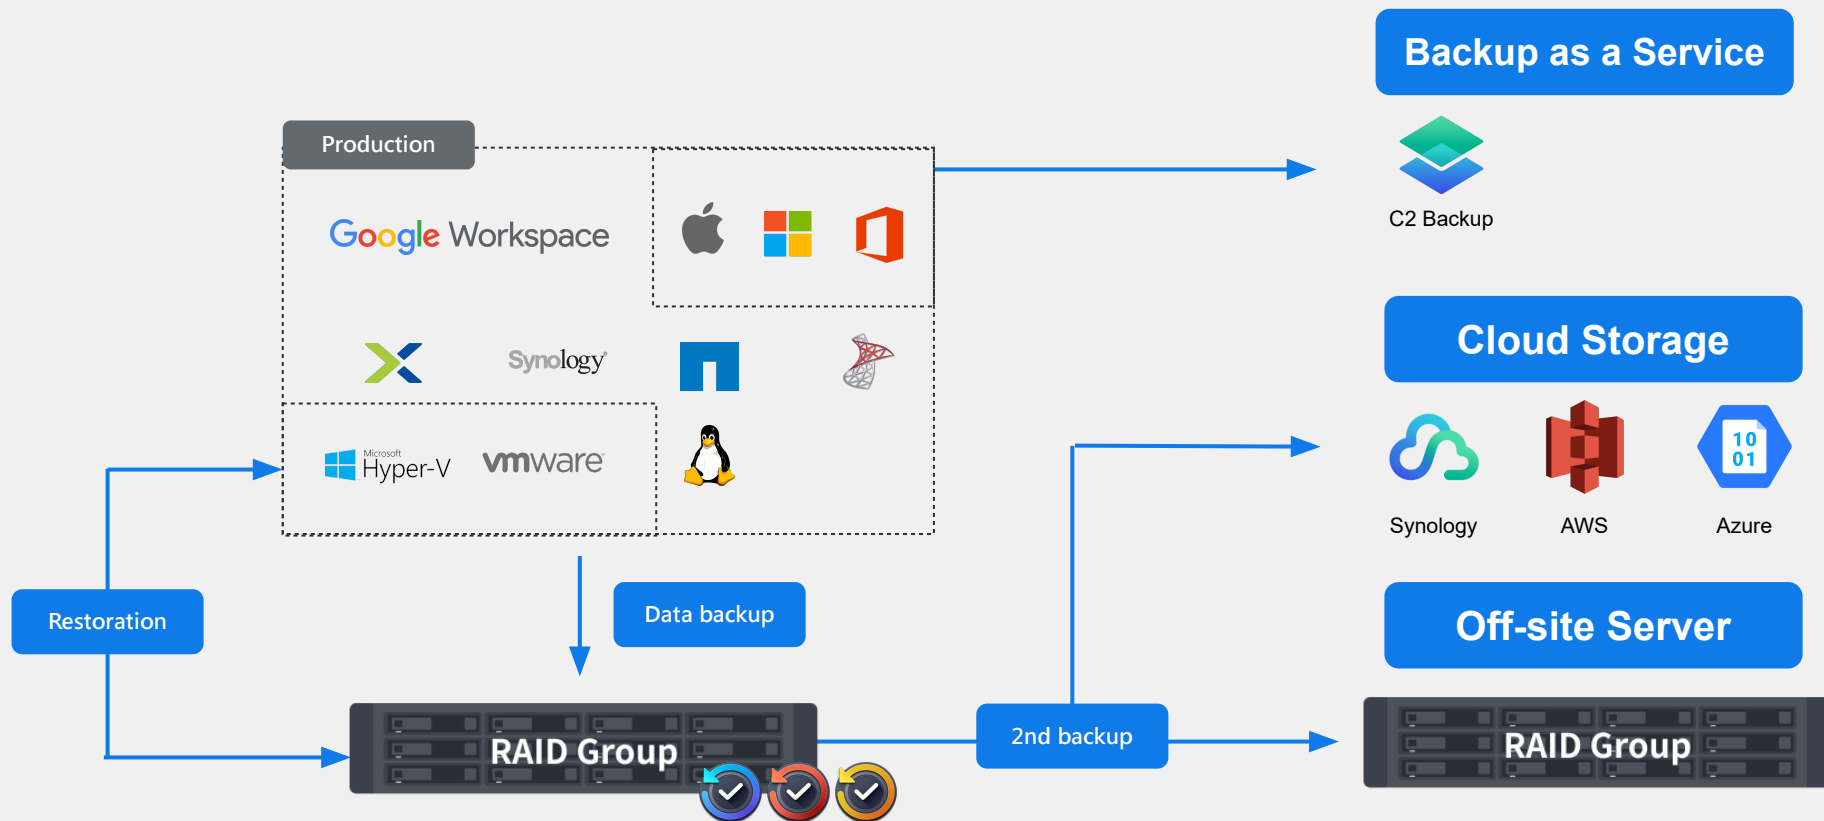 Backup as a Service
Production
Google Workspace
C2 Backup
Cloud Storage
Synology
Microsoft
Hyper-V
vmware
10
01
Synology
AWS
Azure
Restoration
Data backup
Off-site Server
2nd backup
RAID Group
RAID Group